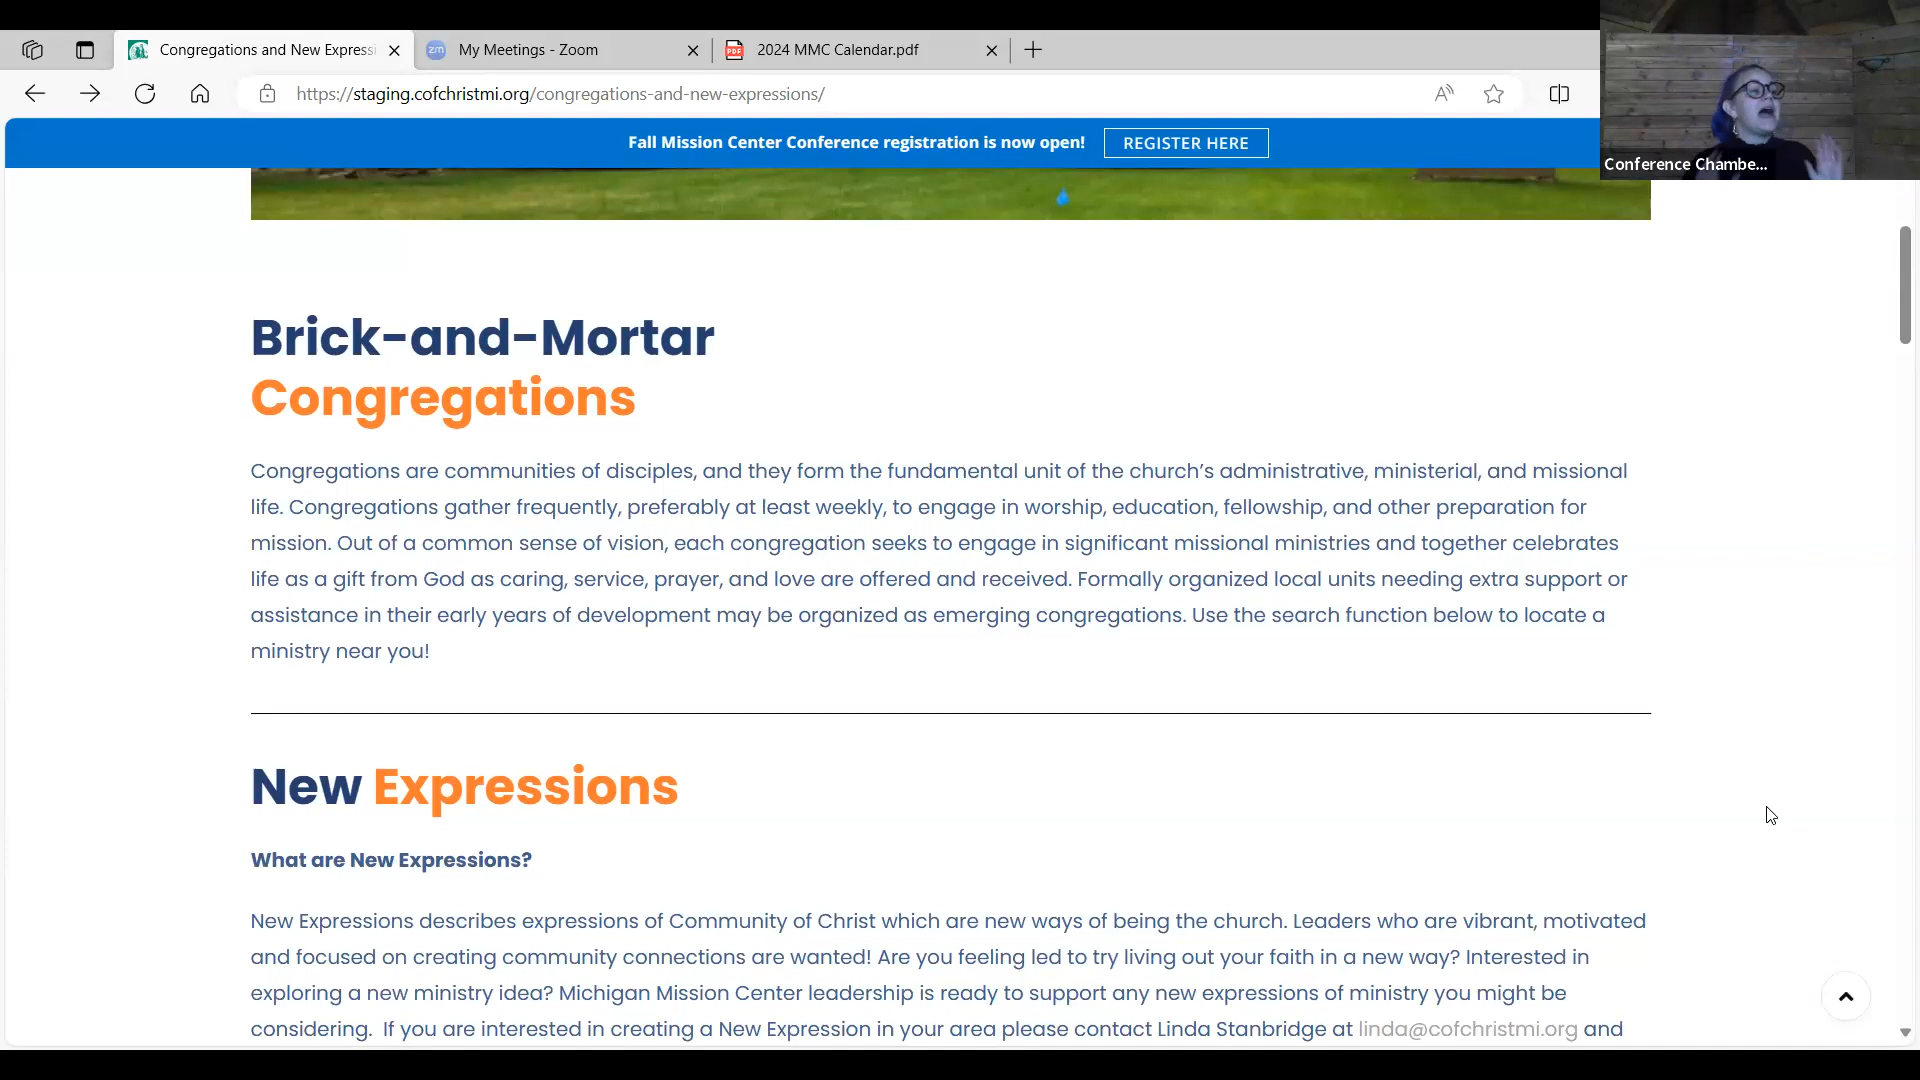 Congregations and New Expressi
My Meetings - Zoom
2024 MMC Calendar.pdf
https://staging.cofchristmi.org/congregations-and-new-expressions/
Fall Mission Center Conference registration is now open!
REGISTER HERE
Conference Chambe...
Brick-and-Mortar
Congregations
Congregations are communities of disciples, and they form the fundamental unit of the church’s administrative, ministerial, and missional
life. Congregations gather frequently, preferably at least weekly, to engage in worship, education, fellowship, and other preparation for
mission. Out of a common sense of vision, each congregation seeks to engage in significant missional ministries and together celebrates
life as a gift from God as caring, service, prayer, and love are offered and received. Formally organized local units needing extra support or
assistance in their early years of development may be organized as emerging congregations. Use the search function below to locate a
ministry near you!
New Expressions
What are New Expressions?
New Expressions describes expressions of Community of Christ which are new ways of being the church. Leaders who are vibrant, motivated
and focused on creating community connections are wanted! Are you feeling led to try living out your faith in a new way? Interested in
exploring a new ministry idea? Michigan Mission Center leadership is ready to support any new expressions of ministry you might be
considering.  If you are interested in creating a New Expression in your area please contact Linda Stanbridge at linda@cofchristmi.org and